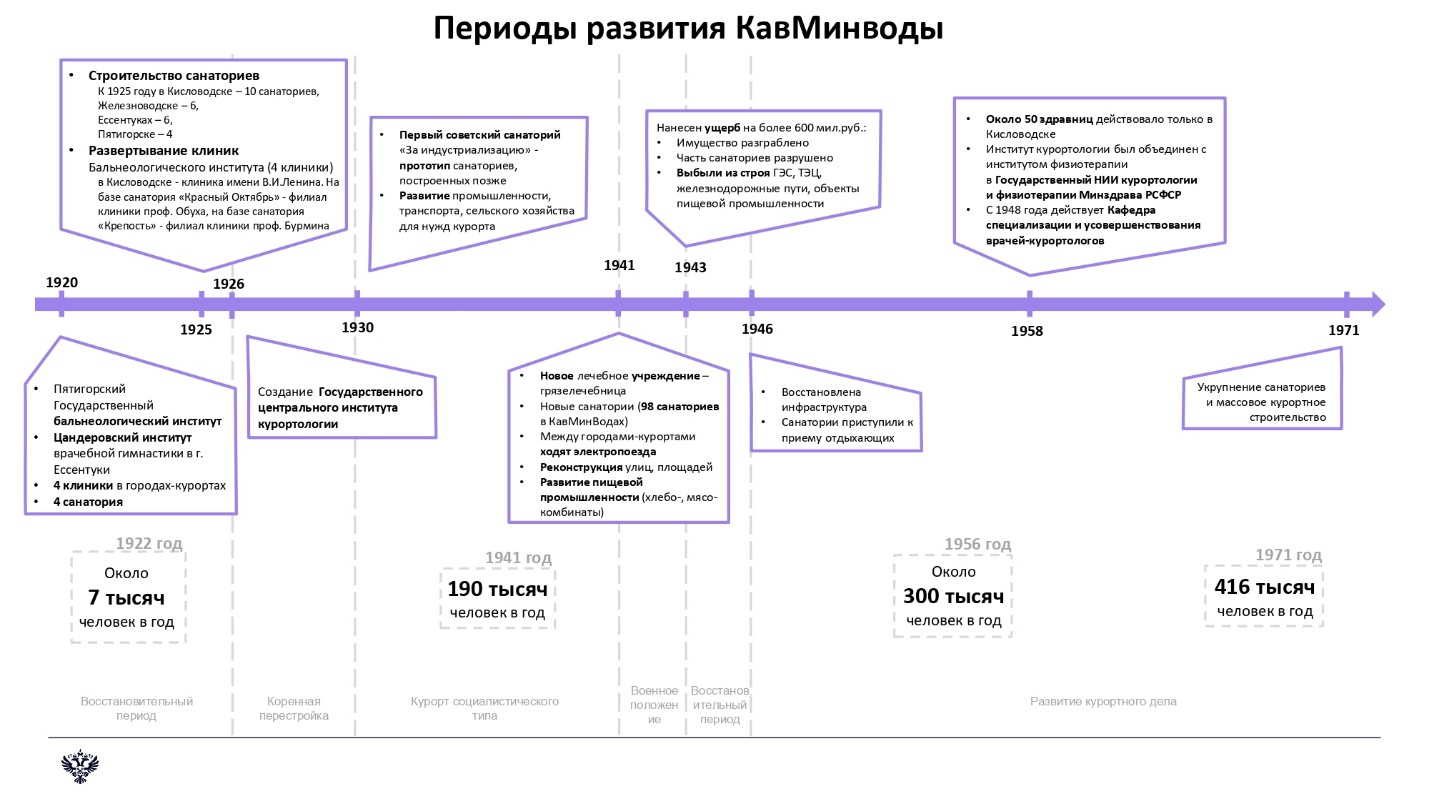 Периоды развития КавМинводы
• Строительство санаториев
К 1925 году в Кисловодске – 10 санаториев,
Железноводске – 6,
Ессентуках – 6,
Пятигорске – 4
• Развертывание клиник
Бальнеологического института (4 клиники)
в Кисловодске - клиника имени В.И.Ленина. На
базе санатория «Красный Октябрь» - филиал
клиники проф. Обуха, на базе санатория
«Крепость» - филиал клиники проф. Бурмина
• Первый советский санаторий
«За индустриализацию» -
прототип санаториев,
построенных позже
• Развитие промышленности,
транспорта, сельского хозяйства
для нужд курорта
Нанесен ущерб на более 600 мил.руб.:
• Имущество разграблено
• Часть санаториев разрушено
• Выбыли из строя ГЭС, ТЭЦ,
железнодорожные пути, объекты
пищевой промышленности
• Около 50 здравниц действовало только в
Кисловодске
• Институт курортологии был объединен с
институтом физиотерапии
в Государственный НИИ курортологии
и физиотерапии Минздрава РСФСР
• С 1948 года действует Кафедра
специализации и усовершенствования
врачей-курортологов
1920
1926
1941
1943
1925
1930
1946
1958
1971
• Пятигорский
Государственный
бальнеологический институт
• Цандеровский институт
врачебной гимнастики в г.
Ессентуки
• 4 клиники в городах-курортах
• 4 санатория
Создание Государственного
центрального института
курортологии
• Новое лечебное учреждение –
грязелечебница
• Новые санатории (98 санаториев
в КавМинВодах)
• Между городами-курортами
ходят электропоезда
• Реконструкция улиц, площадей
• Развитие пищевой
промышленности (хлебо-, мясо-
комбинаты)
• Восстановлена
инфраструктура
• Санатории приступили к
приему отдыхающих
Укрупнение санаториев
и массовое курортное
строительство
1922 год
Около
7 тысяч
человек в год
1941 год
190 тысяч
человек в год
1956 год
Около
300 тысяч
человек в год
1971 год
416 тысяч
человек в год
Восстановительный
период
Коренная
перестройка
Курорт социалистического
типа
Военное
положен
ие
Восстанов
ительный
период
Развитие курортного дела